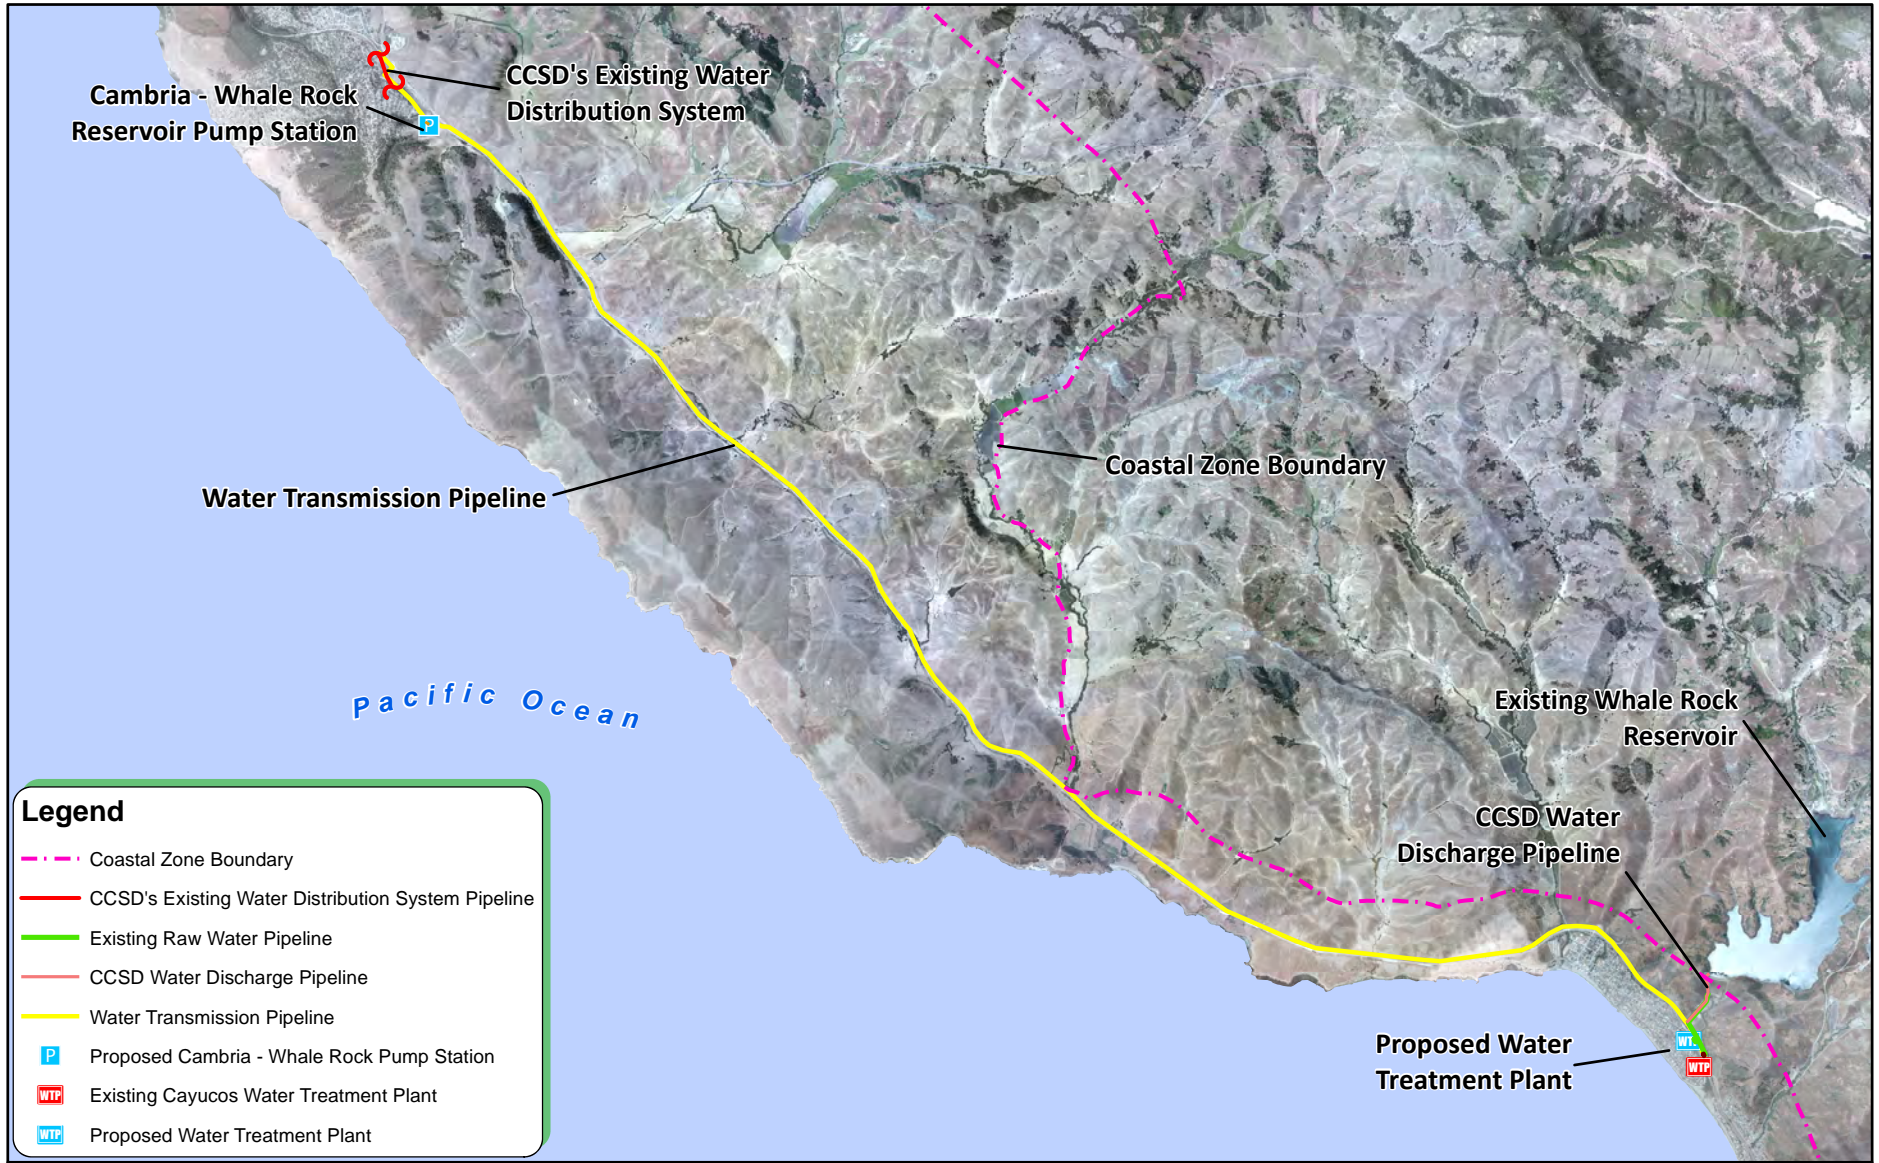 CCSD's Existing Water
Distribution System
Cambria - Whale Rock
Reservoir Pump Station
P
Coastal Zone Boundary
Water Transmission Pipeline
Pacific Ocean
Existing Whale Rock
Reservoir
CCSD Water
Discharge Pipeline
Proposed Water
Treatment Plant
WTP
WTP
Legend
Coastal Zone Boundary
CCSD's Existing Water Distribution System Pipeline
Existing Raw Water Pipeline
CCSD Water Discharge Pipeline
Water Transmission Pipeline
P Proposed Cambria - Whale Rock Pump Station
WTP Existing Cayucos Water Treatment Plant
WTP Proposed Water Treatment Plant